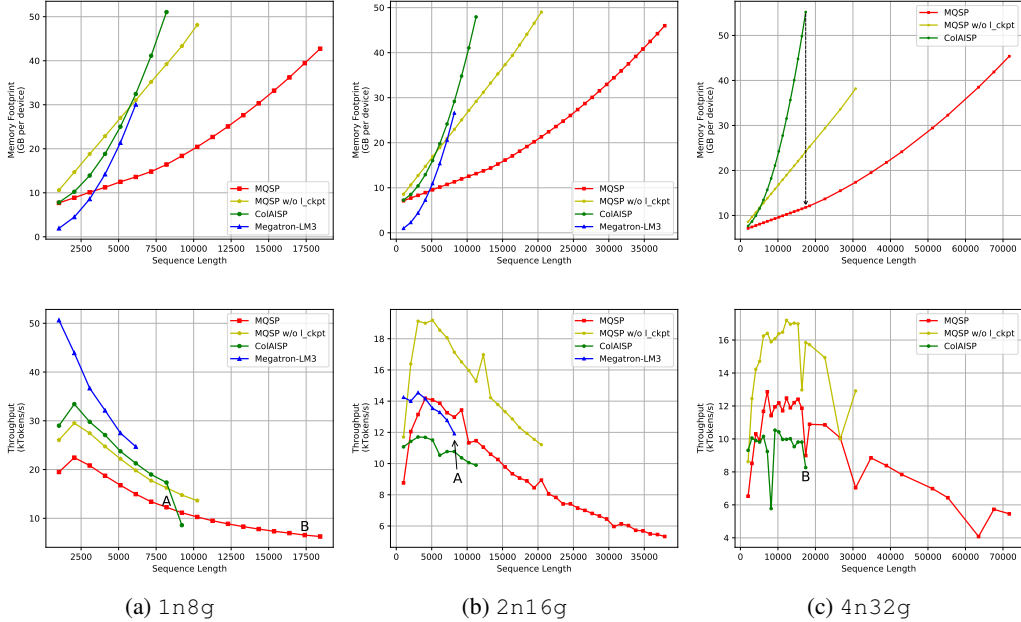 50
40
30
20
10
0
Memory Footprint
(GB per device)
2500 5000 7500 10000 12500 15000 17500
Sequence Length
MQSP
MQSP w/o l_ckpt
ColAISP
Megatron-LM3
50
40
30
20
10
0
Memory Footprint
(GB per device)
0 5000 10000 15000 20000 25000 30000 35000
Sequence Length
MQSP
MQSP w/o l_ckpt
ColAISP
Megatron-LM3
50
40
30
20
10
Memory Footprint
(GB per device)
0 10000 20000 30000 40000 50000 60000 70000
Sequence Length
MQSP
MQSP w/o l_ckpt
ColAISP
50
40
30
20
10
Throughput
(kTokens/s)
2500 5000 7500 10000 12500 15000 17500
Sequence Length
MQSP
MQSP w/o l_ckpt
ColAISP
Megatron-LM3
A
B
18
16
14
12
10
8
6
Throughput
(kTokens/s)
0 5000 10000 15000 20000 25000 30000 35000
Sequence Length
MQSP
MQSP w/o l_ckpt
ColAISP
Megatron-LM3
A
16
14
12
10
8
6
4
Throughput
(kTokens/s)
0 10000 20000 30000 40000 50000 60000 70000
Sequence Length
MQSP
MQSP w/o l_ckpt
ColAISP
B
(a) 1n8g
(b) 2n16g
(c) 4n32g